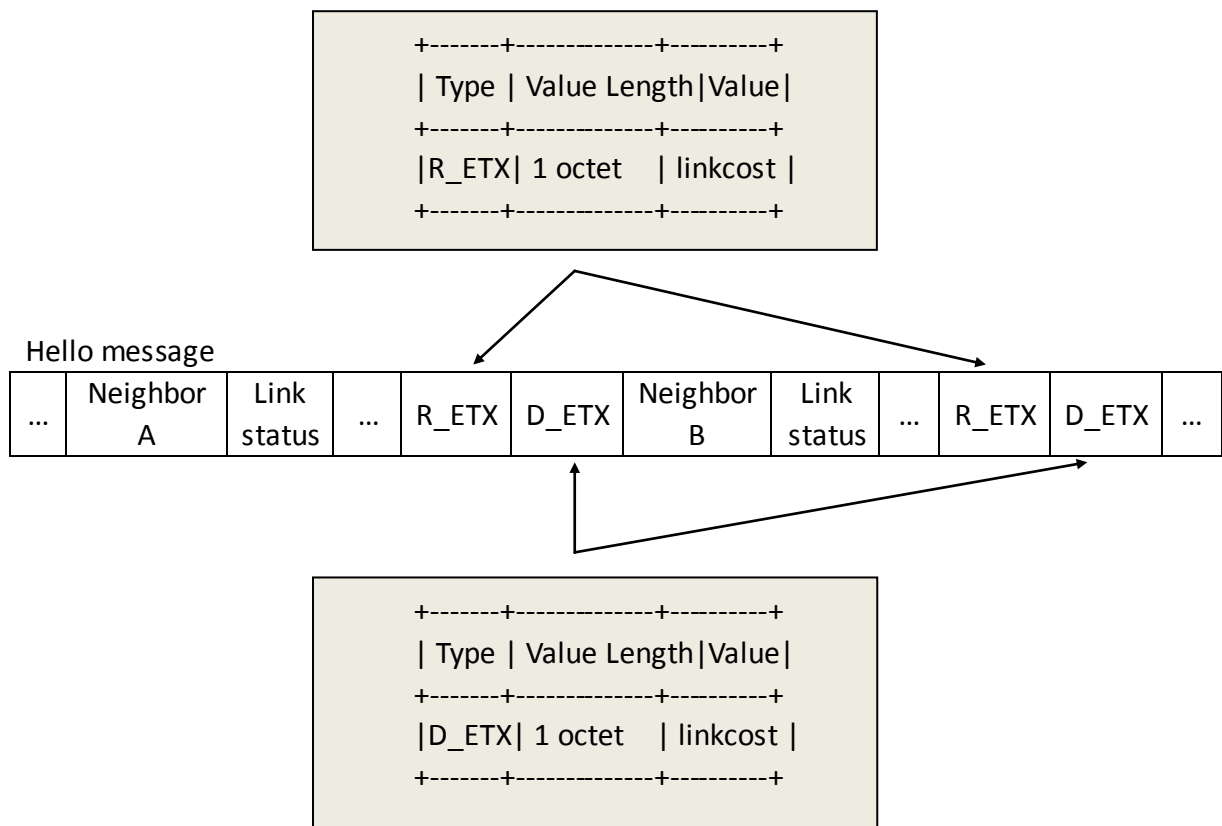 +-------+--------------+----------+
| Type | Value Length|Value|
+-------+--------------+----------+
|R_ETX| 1 octet | linkcost |
+-------+--------------+----------+
Hello message
... Neighbor A Link status ... R_ETX D_ETX Neighbor B Link status ... R_ETX D_ETX ...
+-------+--------------+----------+
| Type | Value Length|Value|
+-------+--------------+----------+
|D_ETX| 1 octet | linkcost |
+-------+--------------+----------+